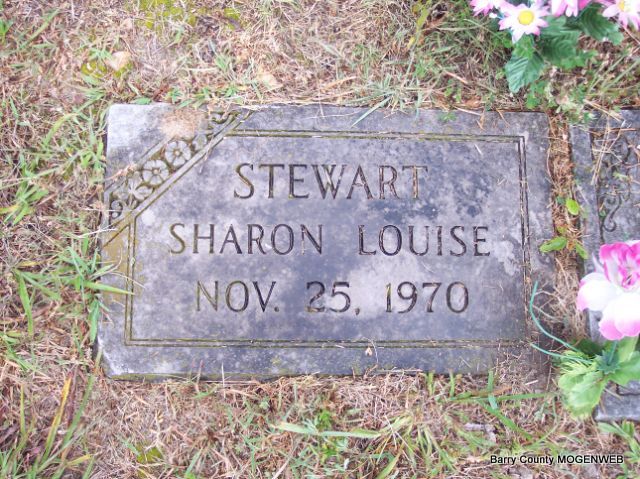 STEWART
SHARON LOUISE
NOV. 25, 1970
Barry County MOGENWEB